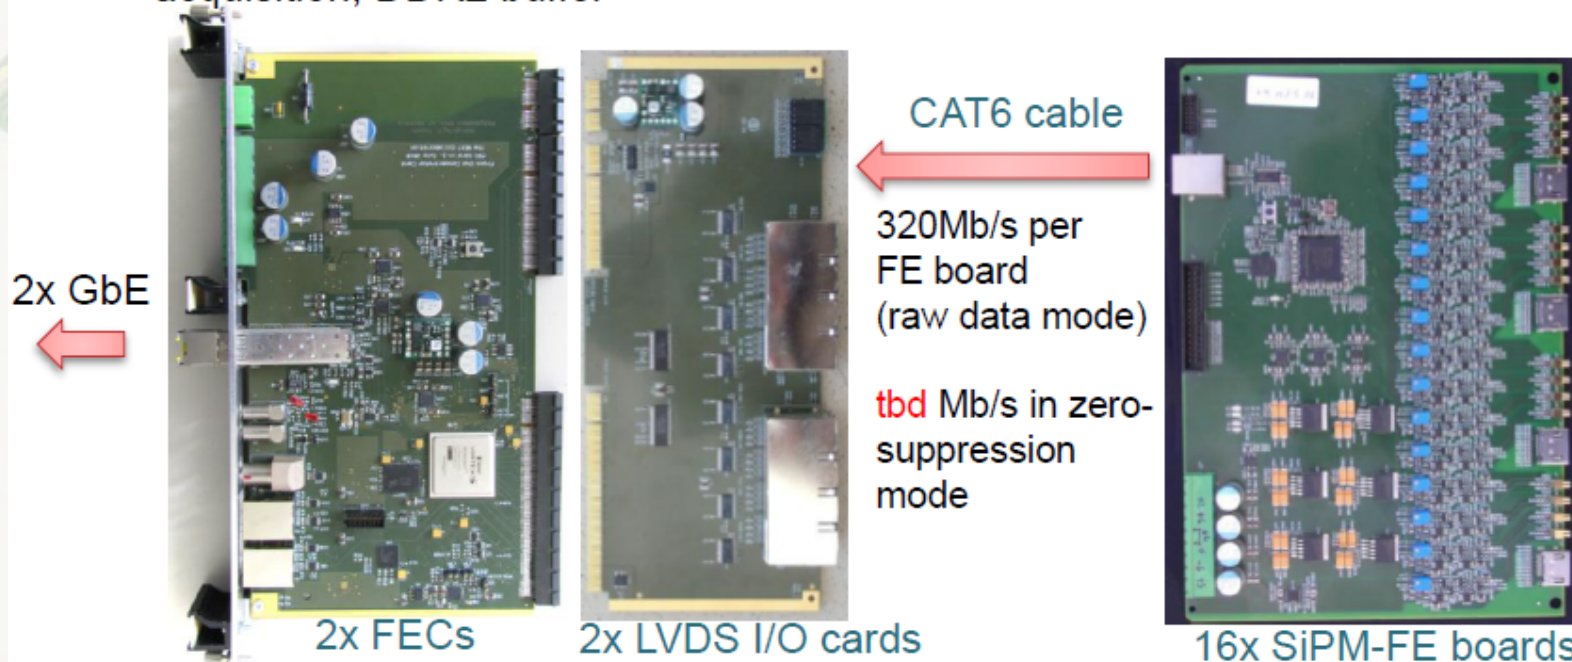 CAT6 cable
320Mb/s per
FE board
(raw data mode)
tbd Mb/s in zero-
suppression
mode
2x GbE
2x FECs
2x LVDS I/O cards
16x SiPM-FE boards